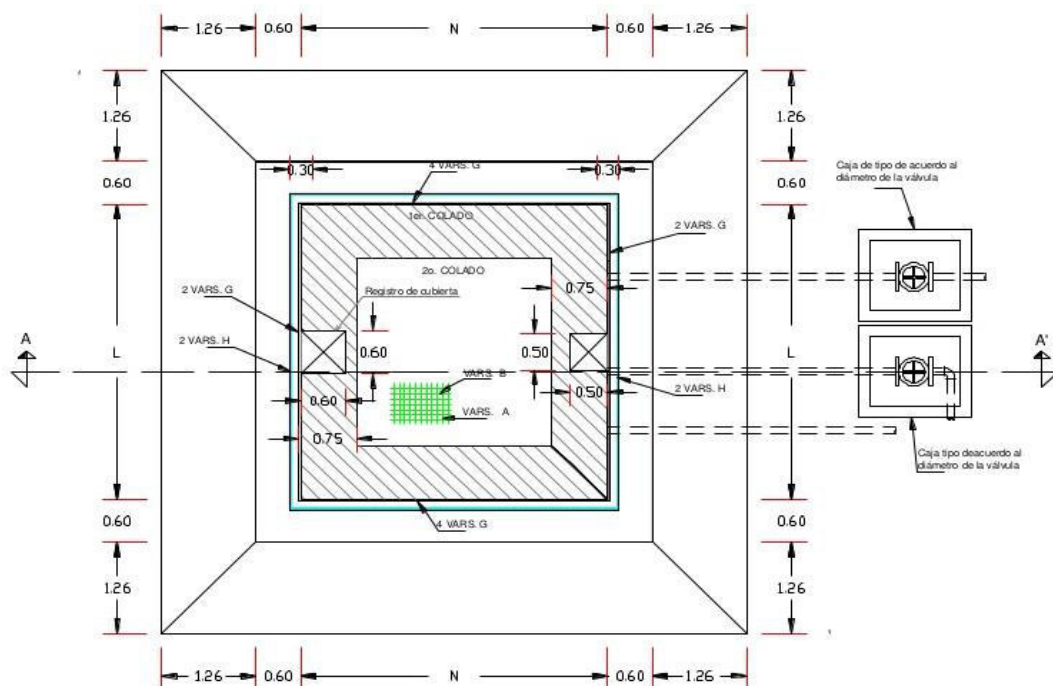 1.26 0.60 N 0.60 1.26
1.26
0.60
L
0.60
1.26
1.26
0.60
L
0.60
1.26
0.30
4 VARS. G
0.30
1er. COLADO
2 VARS. G
2o. COLADO
Registro de cubierta
2 VARS. G
2 VARS. H
0.75
0.60
0.50
A
A'
VARS. B
VARS. A
0.60
0.50
2 VARS. H
0.75
4 VARS. G
Caja de tipo de acuerdo al
diámetro de la válvula
Caja tipo deacuerdo al
diámetro de la válvula
1.26 0.60 N 0.60 1.26